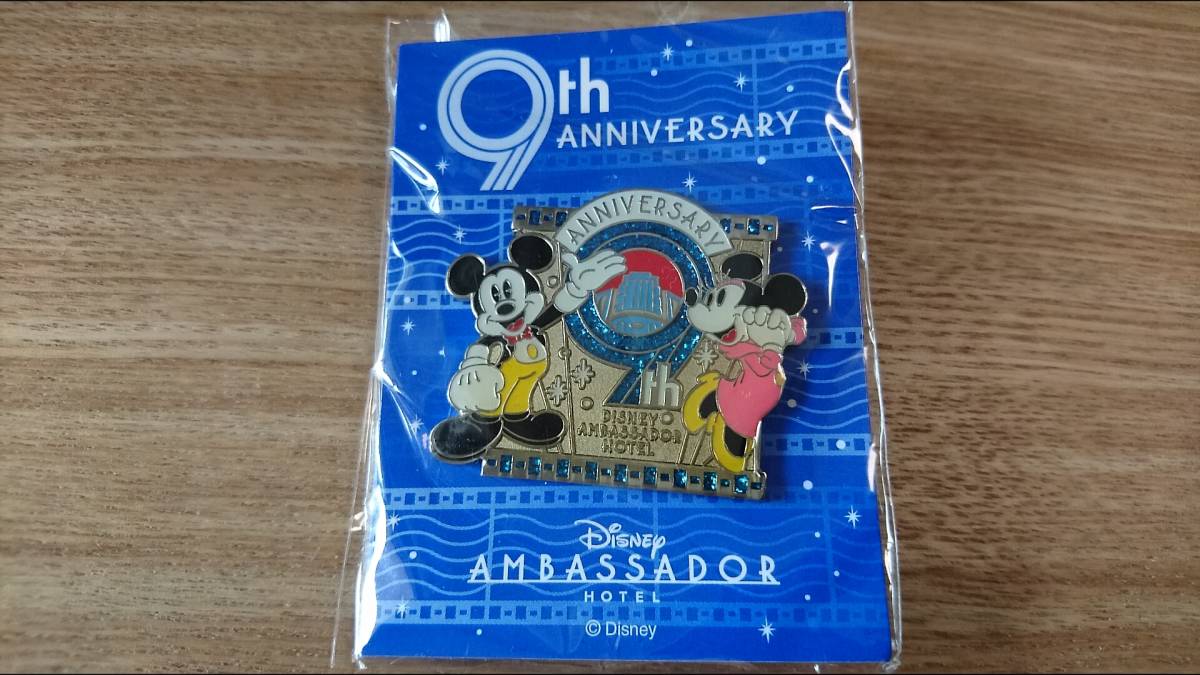 9th
ANNIVERSARY
ANNIVERSARY
9th
DISNEY
AMBASSADOR
HOTEL
Disney
AMBASSADOR
HOTEL
© Disney